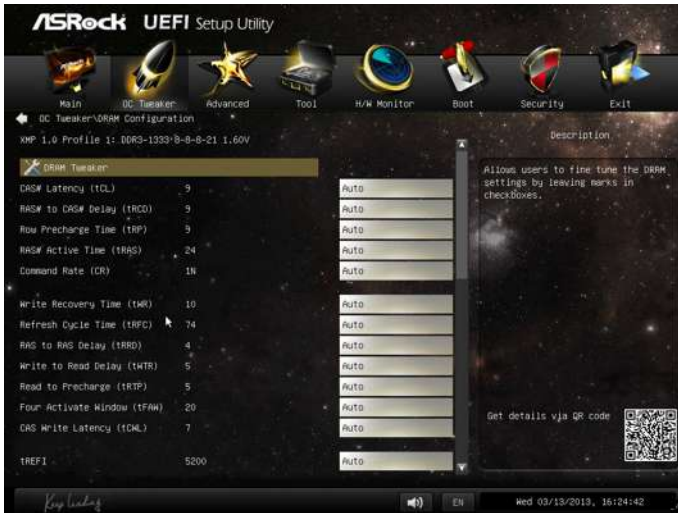 ASRock UEFI Setup Utility
Main OC Tweaker Advanced Tool H/W Monitor Boot Security Exit
OC Tweaker\DRAM Configuration
XMP 1.0 Profile 1: DDR3-1333 8-8-8-21 1.60V
DRAM Tweaker
CAS# Latency (tCL) 9 Auto
RAS# to CAS# Delay (tRCD) 9 Auto
Row Precharge Time (tRP) 9 Auto
RAS# Active Time (tRAS) 24 Auto
Command Rate (CR) 1N Auto
Write Recovery Time (tWR) 10 Auto
Refresh Cycle Time (tRFC) 74 Auto
RAS to RAS Delay (tRRD) 4 Auto
Write to Read Delay (tWTR) 5 Auto
Read to Precharge (tRTP) 5 Auto
Four Activate Window (tFAW) 20 Auto
CAS Write Latency (tCWL) 7 Auto
tREFI 5200 Auto
Description
Allows users to fine tune the DRAM
settings by leaving marks in
checkboxes.
Get details via QR code
Keep Leading
EN
Wed 03/13/2013, 16:24:42